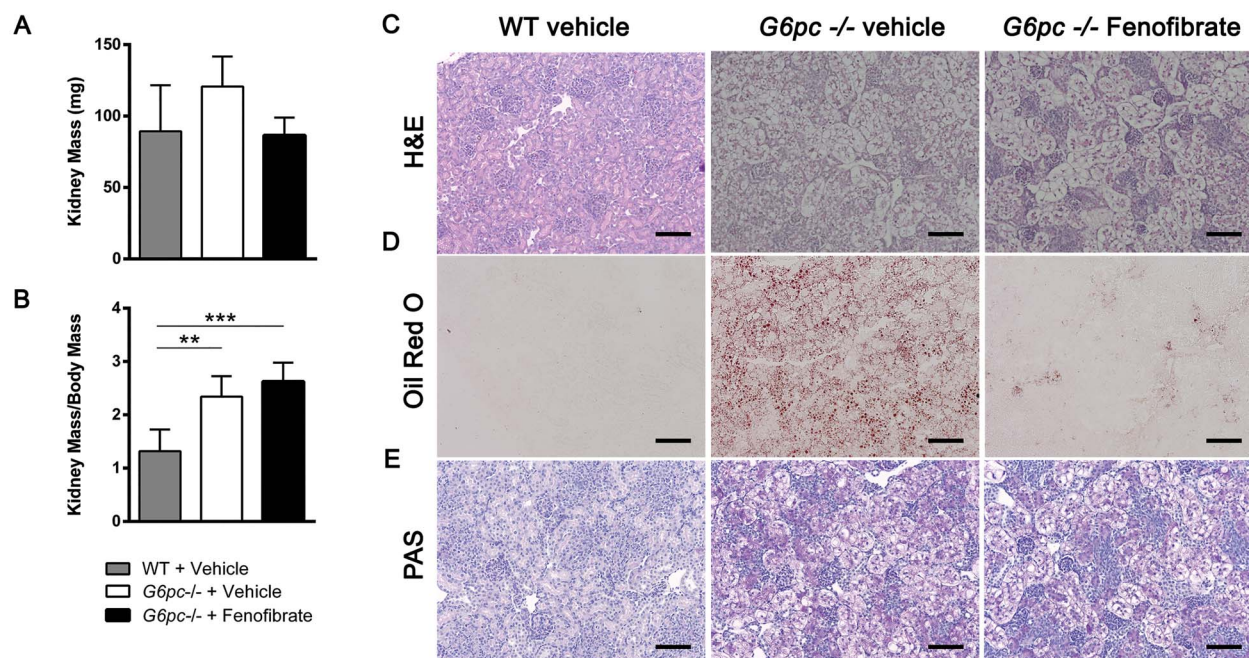 A
150
100
50
0
Kidney Mass (mg)
B
4
3
2
1
0
Kidney Mass/Body Mass
***
**
WT + Vehicle
G6pc-/- + Vehicle
G6pc-/- + Fenofibrate
C
WT vehicle
G6pc -/- vehicle
G6pc -/- Fenofibrate
H&E
D
Oil Red O
E
PAS